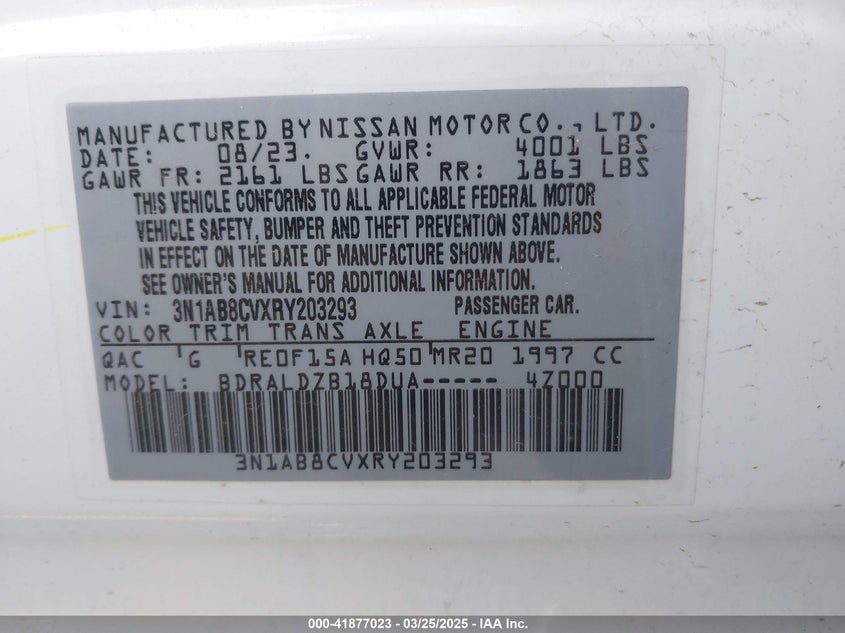 MANUFACTURED BY NISSAN MOTOR CO., LTD.
DATE: 08/23. GVWR: 4001 LBS
GAWR FR: 2161 LBS GAWR RR: 1863 LBS
THIS VEHICLE CONFORMS TO ALL APPLICABLE FEDERAL MOTOR
VEHICLE SAFETY, BUMPER AND THEFT PREVENTION STANDARDS
IN EFFECT ON THE DATE OF MANUFACTURE SHOWN ABOVE.
SEE OWNER'S MANUAL FOR ADDITIONAL INFORMATION.
VIN: 3N1AB8CVXRY203293 PASSENGER CAR.
COLOR TRIM TRANS AXLE ENGINE
QAC G RE0F15A HQ50 MR20 1997 CC
MODEL: BDRALDZB18DUA----- 4Z000
3N1AB8CVXRY203293
000-41877023 - 03/25/2025 - IAA Inc.